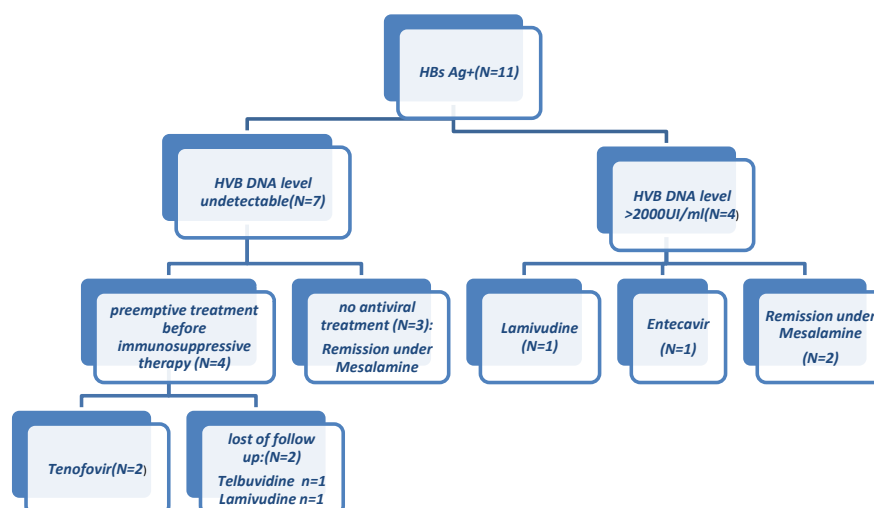 HBs Ag+(N=11)
HVB DNA level
undetectable(N=7)
HVB DNA level
>2000UI/ml(N=4)
preemptive treatment
before
immunosuppressive
therapy (N=4)
no antiviral
treatment (N=3):
Remission under
Mesalamine
Lamivudine
(N=1)
Entecavir
(N=1)
Remission under
Mesalamine
(N=2)
Tenofovir(N=2)
lost of follow
up:(N=2)
Telbuvidine n=1
Lamivudine n=1